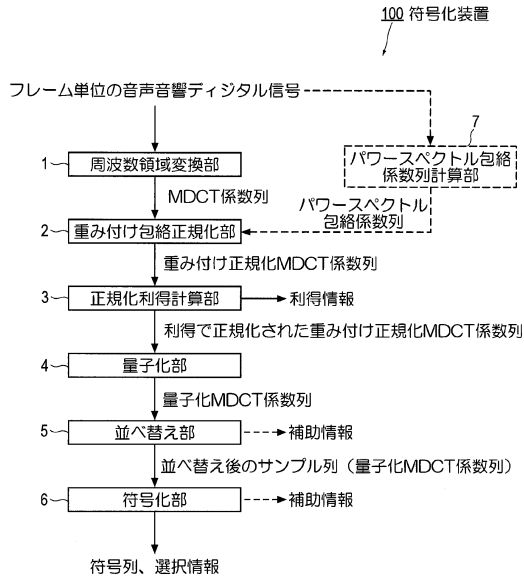 100 符号化装置
フレーム単位の音声音響ディジタル信号
7
パワースペクトル包絡
係数列計算部
1
周波数領域変換部
MDCT係数列
パワースペクトル
包絡係数列
2
重み付け包絡正規化部
重み付け正規化MDCT係数列
3
正規化利得計算部
利得情報
利得で正規化された重み付け正規化MDCT係数列
4
量子化部
量子化MDCT係数列
5
並べ替え部
補助情報
並べ替え後のサンプル列（量子化MDCT係数列）
6
符号化部
補助情報
符号列、選択情報